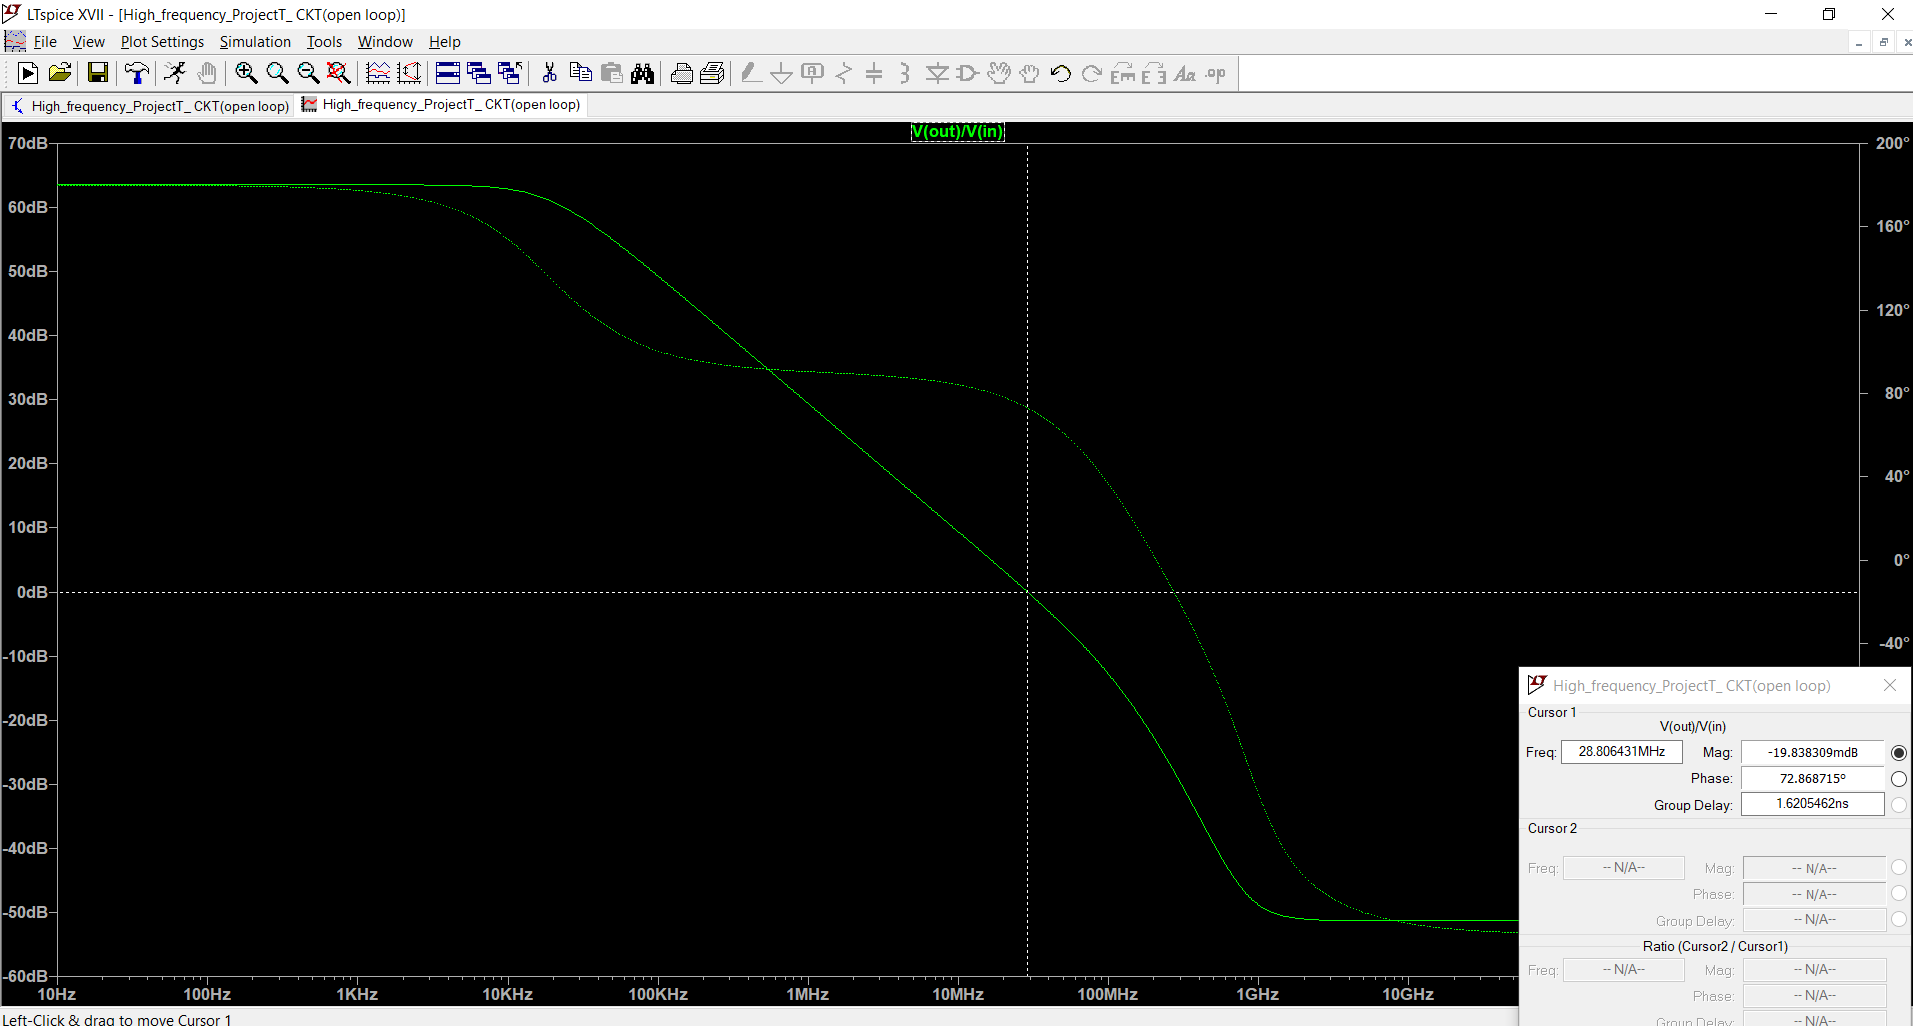 LTspice XVII - [High_frequency_ProjectT_ CKT(open loop)]
File View Plot Settings Simulation Tools Window Help
High_frequency_ProjectT_ CKT(open loop) High_frequency_ProjectT_ CKT(open loop)
V(out)/V(in)
70dB 200°
60dB 160°
50dB
40dB 120°
30dB 80°
20dB 40°
10dB 0°
0dB
-10dB -40°
-20dB
-30dB
-40dB
-50dB
-60dB
10Hz 100Hz 1KHz 10KHz 100KHz 1MHz 10MHz 100MHz 1GHz 10GHz
High_frequency_ProjectT_ CKT(open loop)
Cursor 1
V(out)/V(in)
Freq: 28.806431MHz Mag: -19.838309mdB
Phase: 72.868715°
Group Delay: 1.6205462ns
Cursor 2
Freq: -- N/A-- Mag: -- N/A--
Phase: -- N/A--
Group Delay: -- N/A--
Ratio (Cursor2 / Cursor1)
Freq: -- N/A-- Mag: -- N/A--
Phase: -- N/A--
Group Delay: -- N/A--
Left-Click & drag to move Cursor 1